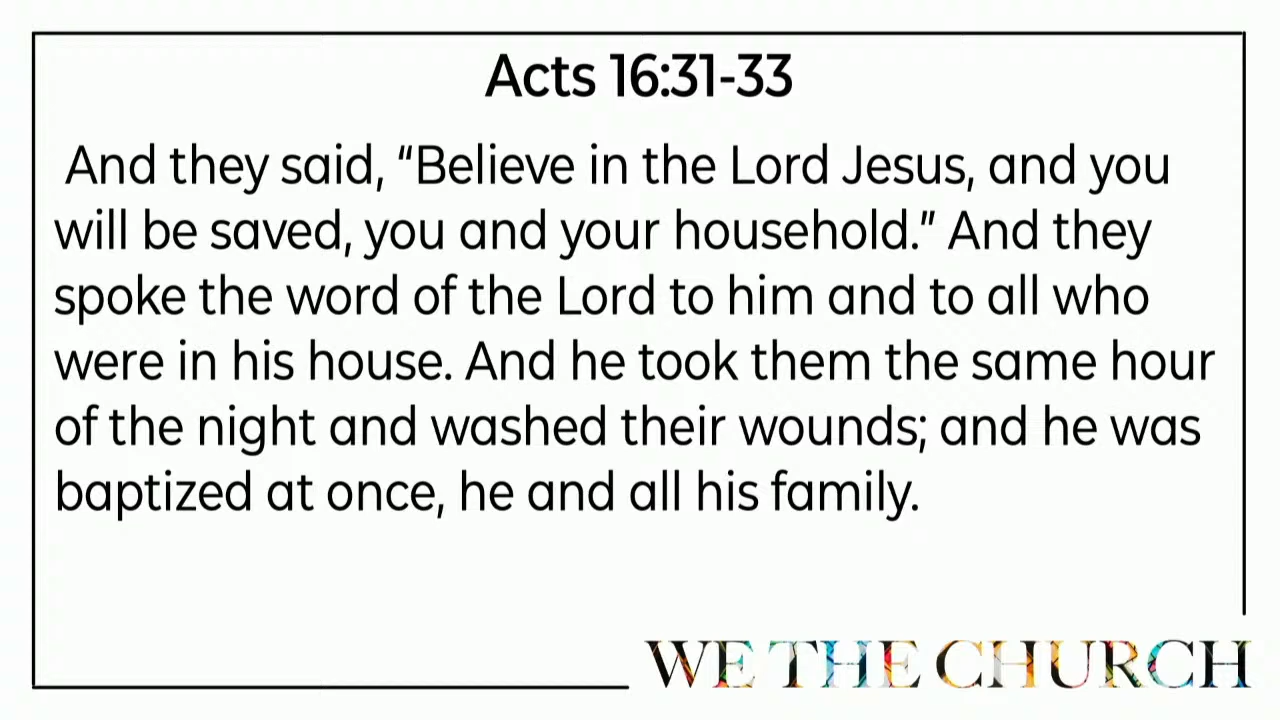 Acts 16:31-33
And they said, “Believe in the Lord Jesus, and you
will be saved, you and your household.” And they
spoke the word of the Lord to him and to all who
were in his house. And he took them the same hour
of the night and washed their wounds; and he was
baptized at once, he and all his family.
WE THE CHURCH